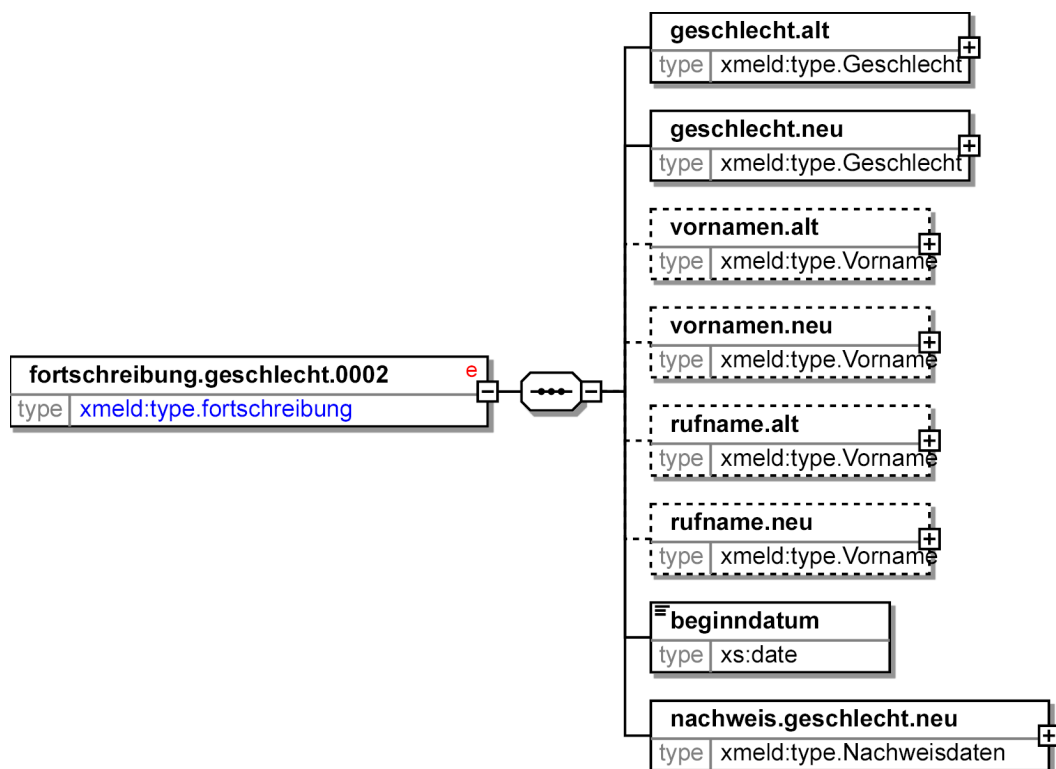 geschlecht.alt
type xmeld:type.Geschlecht
geschlecht.neu
type xmeld:type.Geschlecht
vornamen.alt
type xmeld:type.Vorname
vornamen.neu
type xmeld:type.Vorname
fortschreibung.geschlecht.0002 e
type xmeld:type.fortschreibung
rufname.alt
type xmeld:type.Vorname
rufname.neu
type xmeld:type.Vorname
beginndatum
type xs:date
nachweis.geschlecht.neu
type xmeld:type.Nachweisdaten